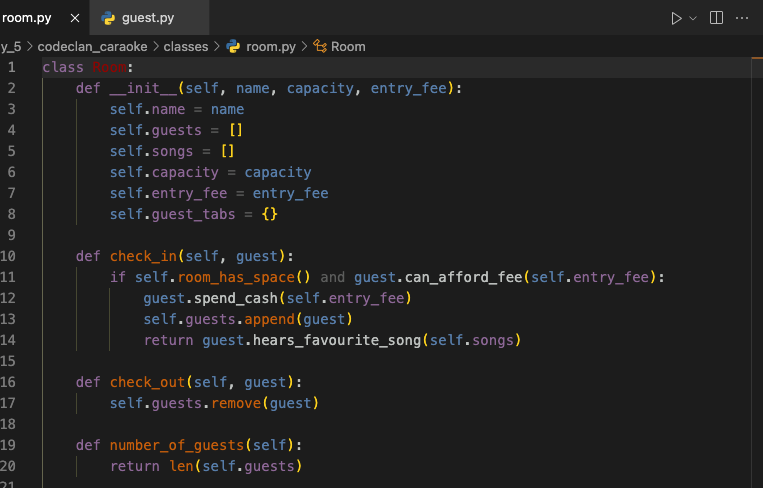 room.py × guest.py
y_5 > codeclan_caraoke > classes > room.py > Room
1 class Room:
2     def __init__(self, name, capacity, entry_fee):
3         self.name = name
4         self.guests = []
5         self.songs = []
6         self.capacity = capacity
7         self.entry_fee = entry_fee
8         self.guest_tabs = {}
9
10     def check_in(self, guest):
11         if self.room_has_space() and guest.can_afford_fee(self.entry_fee):
12             guest.spend_cash(self.entry_fee)
13             self.guests.append(guest)
14             return guest.hears_favourite_song(self.songs)
15
16     def check_out(self, guest):
17         self.guests.remove(guest)
18
19     def number_of_guests(self):
20         return len(self.guests)
21